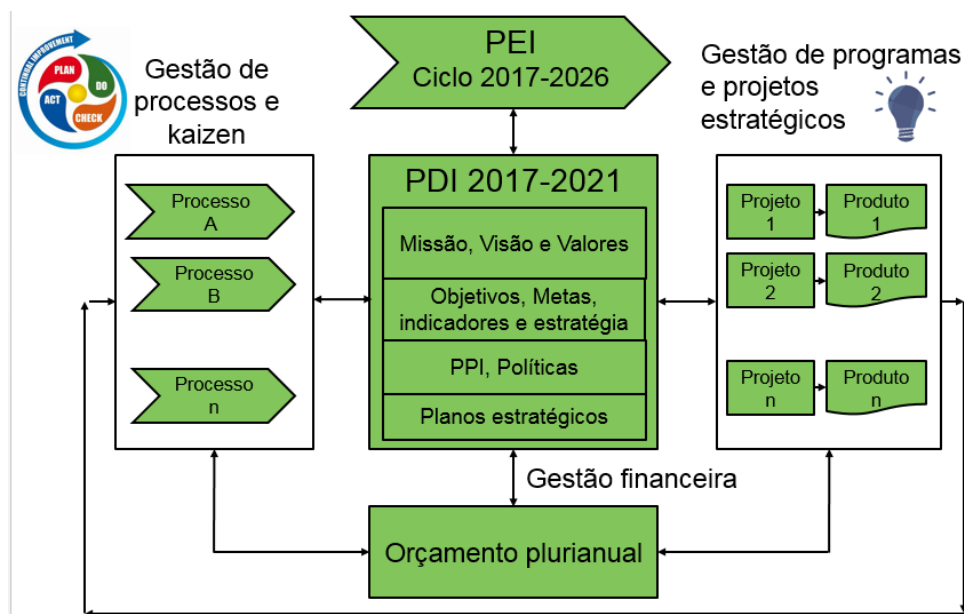 CONTINUAL IMPROVEMENT
PLAN
DO
ACT
CHECK
Gestão de
processos e
kaizen
PEI
Ciclo 2017-2026
Gestão de programas
e projetos
estratégicos
Processo
A
Processo
B
Processo
n
PDI 2017-2021
Missão, Visão e Valores
Objetivos, Metas,
indicadores e estratégia
PPI, Políticas
Planos estratégicos
Projeto
1
Produto
1
Projeto
2
Produto
2
Projeto
n
Produto
n
Gestão financeira
Orçamento plurianual